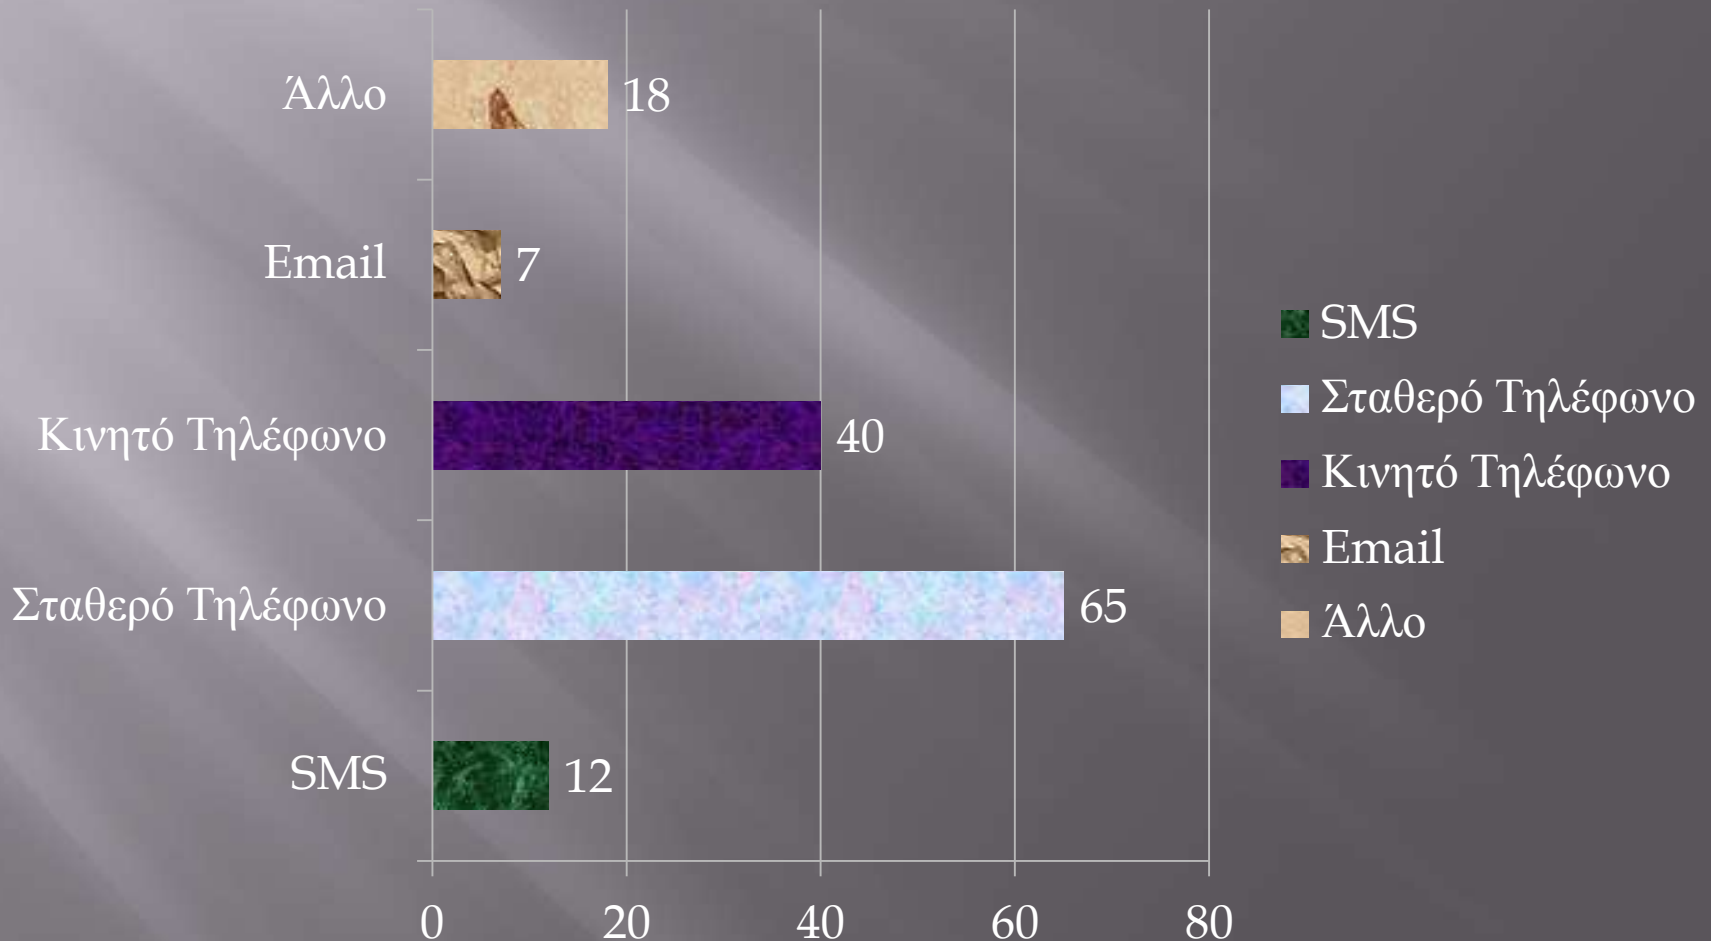 Άλλο
18
Email
7
Κινητό Τηλέφωνο
40
Σταθερό Τηλέφωνο
65
SMS
12
0 20 40 60 80
SMS
Σταθερό Τηλέφωνο
Κινητό Τηλέφωνο
Email
Άλλο